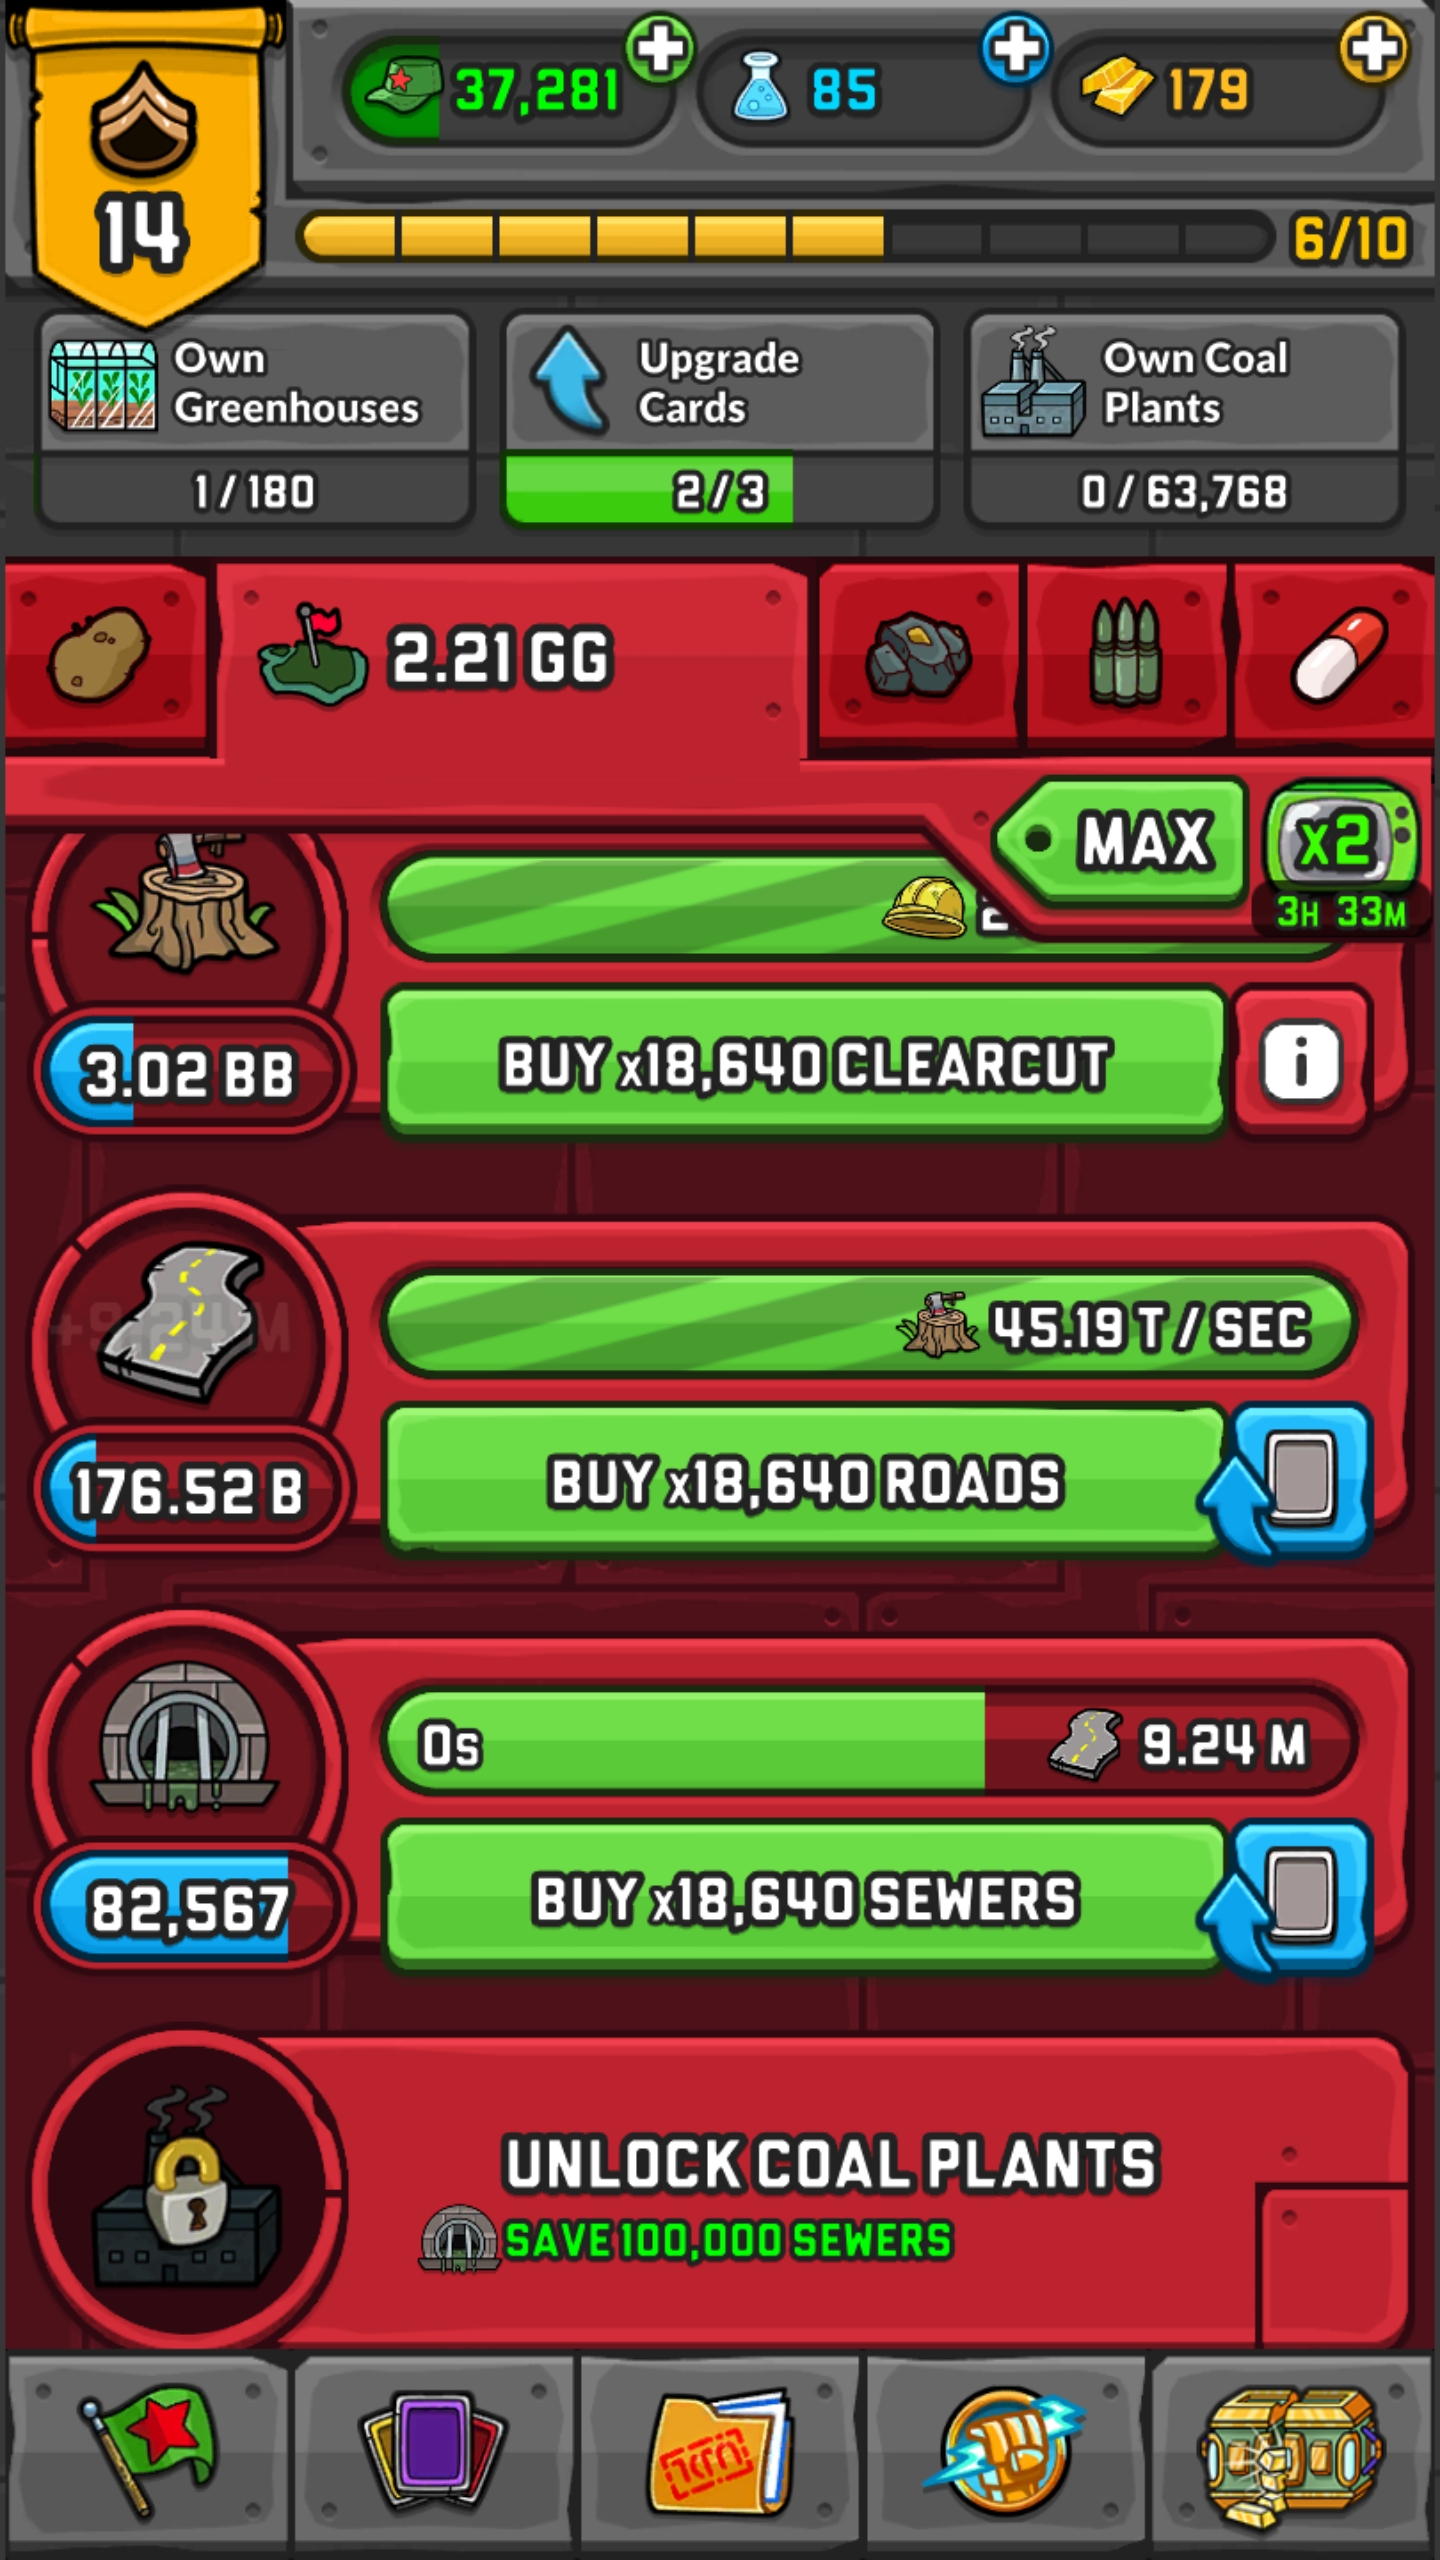 37,281
85
179
14
6/10
Own
Greenhouses
1/180
Upgrade
Cards
2/3
Own Coal
Plants
0/63,768
2.21 GG
MAX
x2
3H 33M
3.02 BB
BUY x18,640 CLEARCUT
i
+9.24 M
45.19 T / SEC
176.52 B
BUY x18,640 ROADS
0s
9.24 M
82,567
BUY x18,640 SEWERS
UNLOCK COAL PLANTS
SAVE 100,000 SEWERS